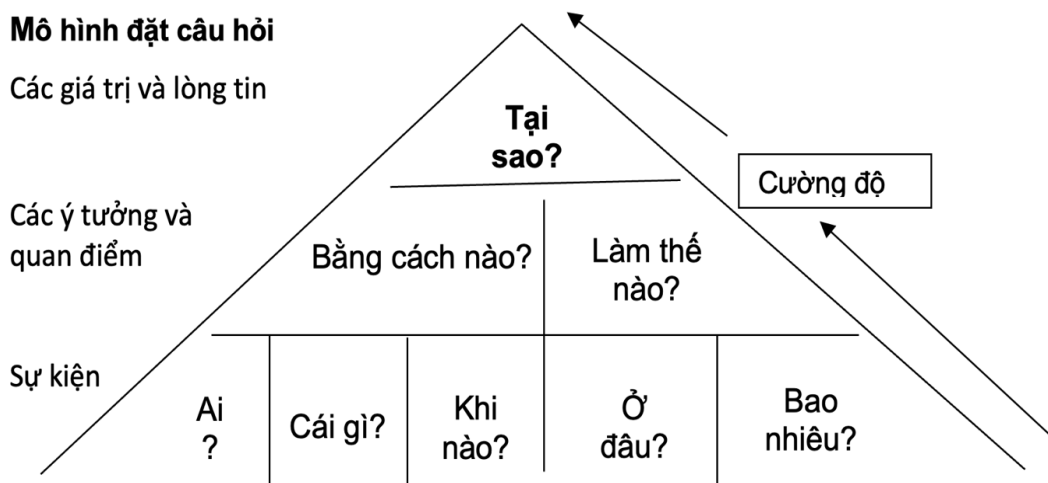 Mô hình đặt câu hỏi
Các giá trị và lòng tin
Tại
sao?
Cường độ
Các ý tưởng và
quan điểm
Bằng cách nào?
Làm thế
nào?
Sự kiện
Ai
?
Cái gì?
Khi
nào?
Ở
đâu?
Bao
nhiêu?